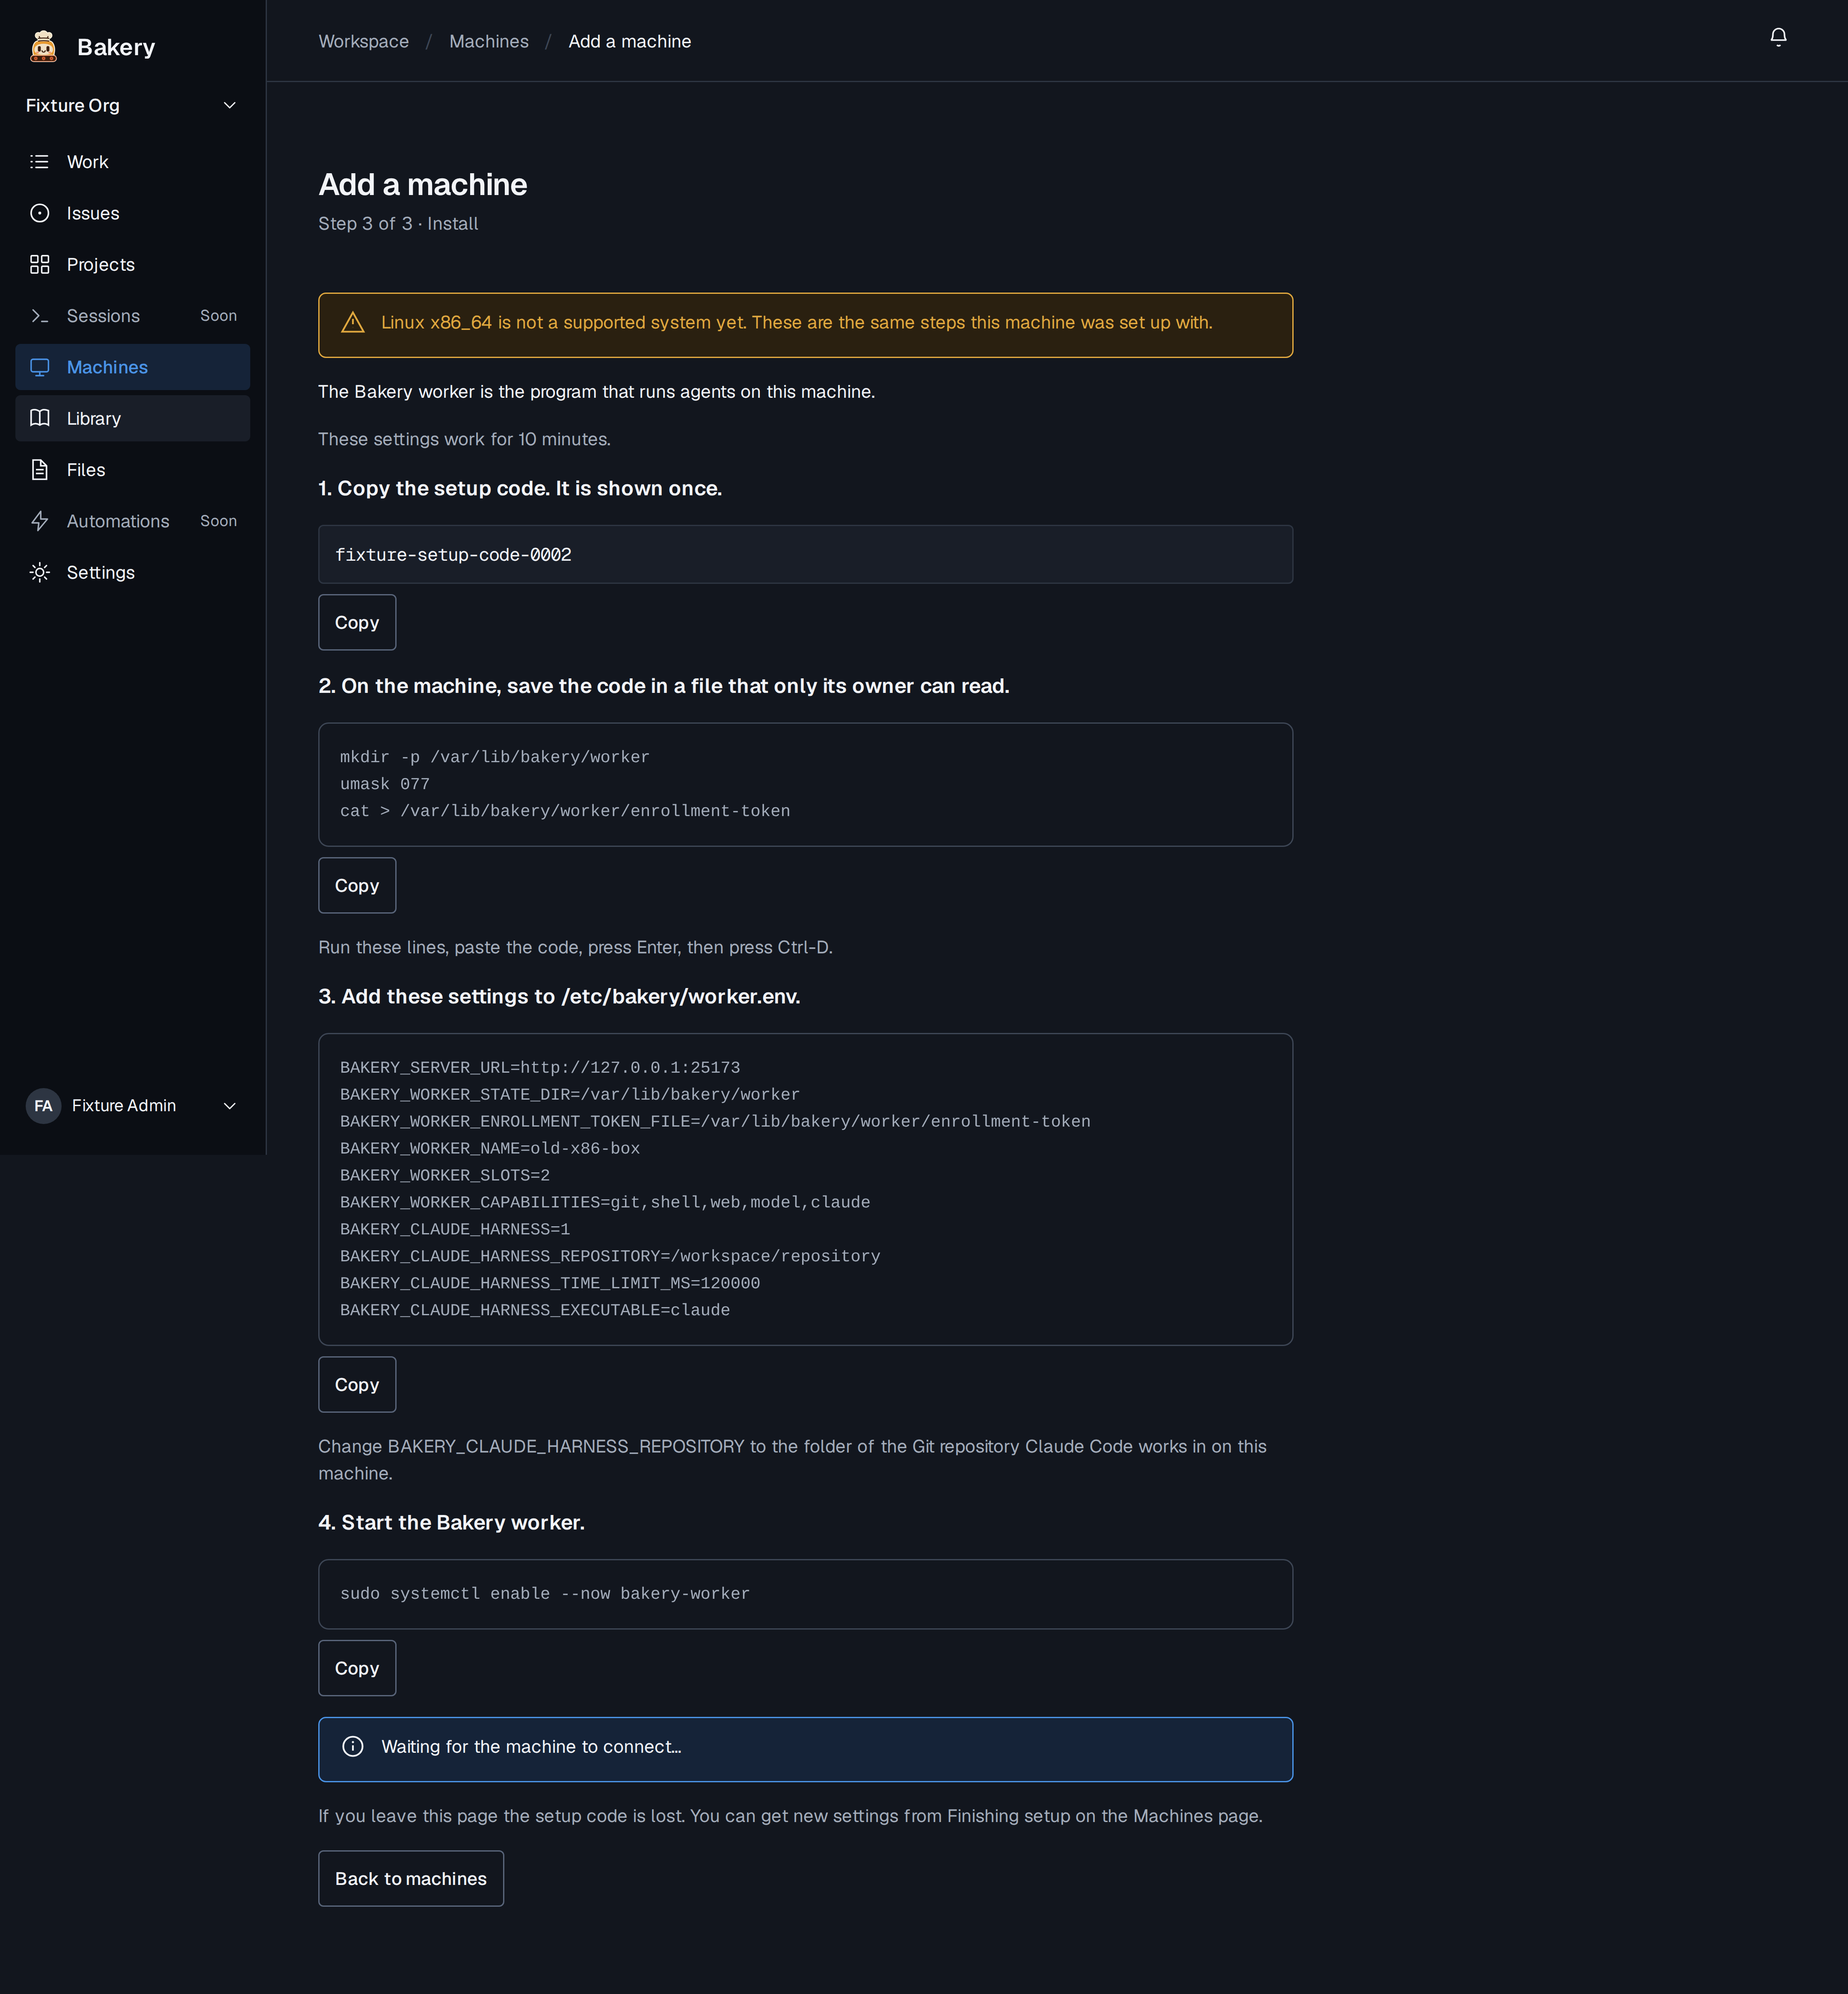 Bakery
Fixture Org
Work
Issues
Projects
Sessions Soon
Machines
Library
Files
Automations Soon
Settings
FA Fixture Admin
Workspace / Machines / Add a machine
Add a machine
Step 3 of 3 · Install
Linux x86_64 is not a supported system yet. These are the same steps this machine was set up with.
The Bakery worker is the program that runs agents on this machine.
These settings work for 10 minutes.
1. Copy the setup code. It is shown once.
fixture-setup-code-0002
Copy
2. On the machine, save the code in a file that only its owner can read.
mkdir -p /var/lib/bakery/worker
umask 077
cat > /var/lib/bakery/worker/enrollment-token
Copy
Run these lines, paste the code, press Enter, then press Ctrl-D.
3. Add these settings to /etc/bakery/worker.env.
BAKERY_SERVER_URL=http://127.0.0.1:25173
BAKERY_WORKER_STATE_DIR=/var/lib/bakery/worker
BAKERY_WORKER_ENROLLMENT_TOKEN_FILE=/var/lib/bakery/worker/enrollment-token
BAKERY_WORKER_NAME=old-x86-box
BAKERY_WORKER_SLOTS=2
BAKERY_WORKER_CAPABILITIES=git,shell,web,model,claude
BAKERY_CLAUDE_HARNESS=1
BAKERY_CLAUDE_HARNESS_REPOSITORY=/workspace/repository
BAKERY_CLAUDE_HARNESS_TIME_LIMIT_MS=120000
BAKERY_CLAUDE_HARNESS_EXECUTABLE=claude
Copy
Change BAKERY_CLAUDE_HARNESS_REPOSITORY to the folder of the Git repository Claude Code works in on this
machine.
4. Start the Bakery worker.
sudo systemctl enable --now bakery-worker
Copy
Waiting for the machine to connect…
If you leave this page the setup code is lost. You can get new settings from Finishing setup on the Machines page.
Back to machines